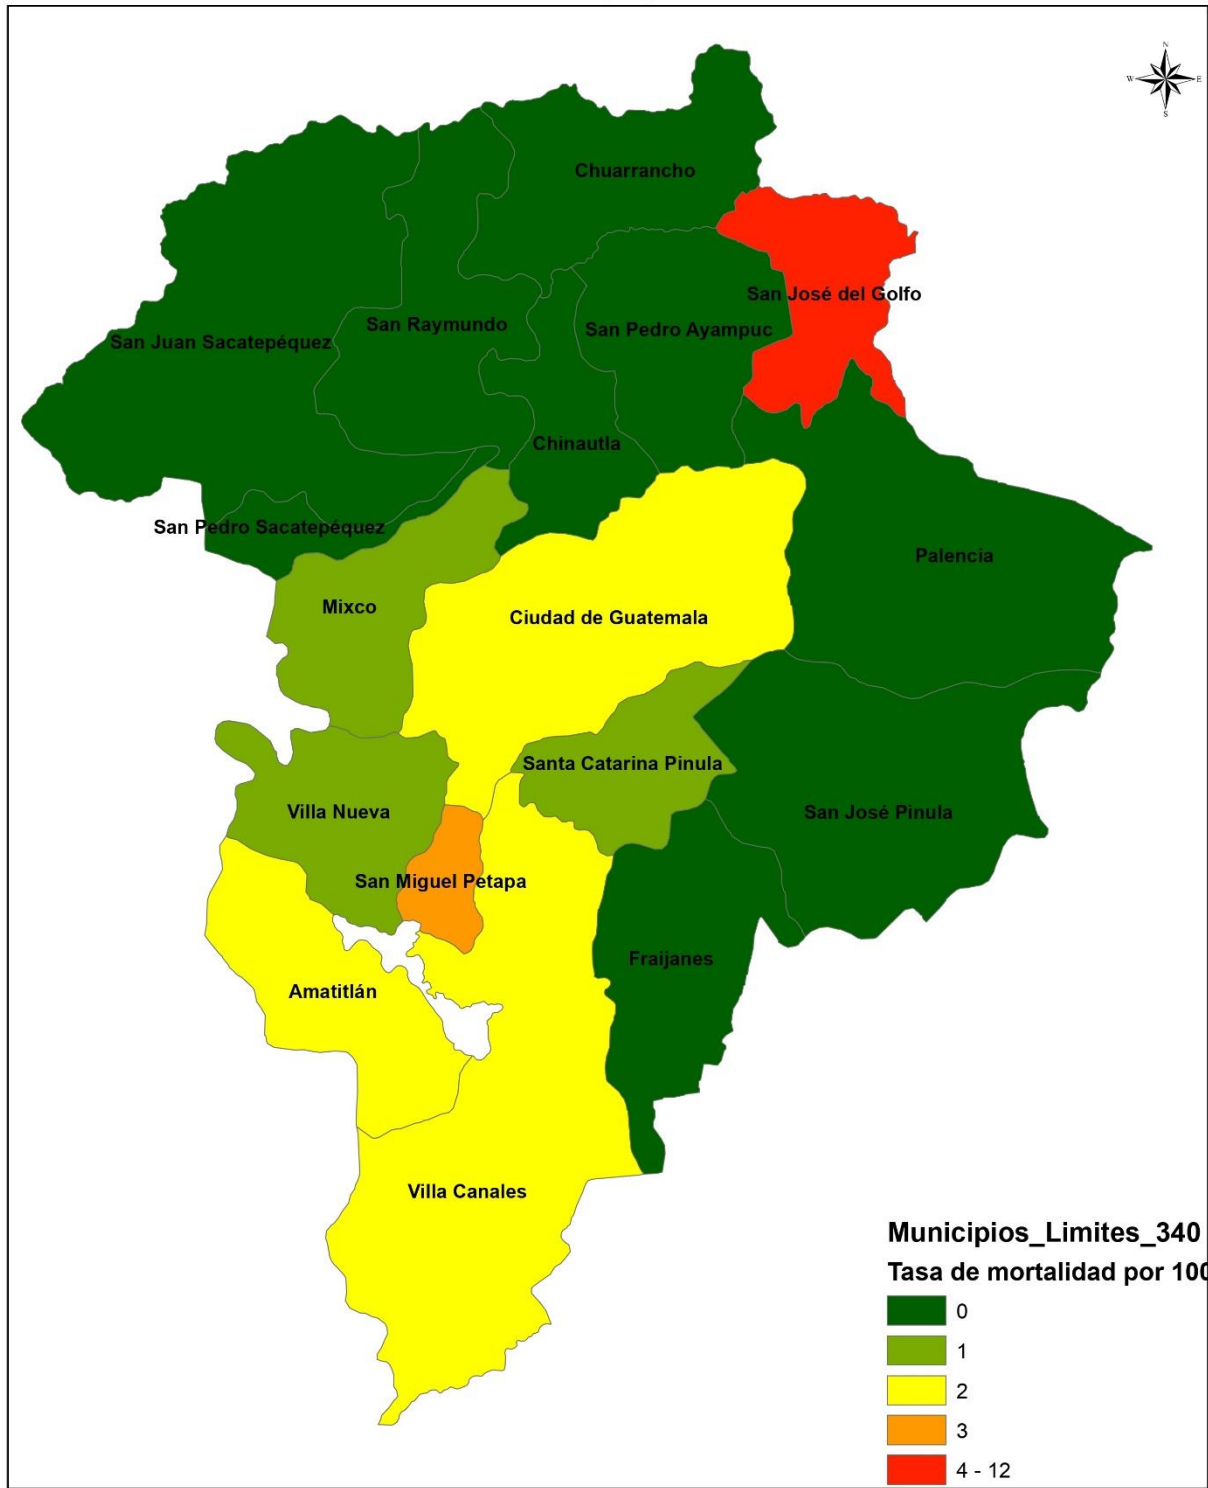 N
W E
S
Chuarrancho
San José del Golfo
San Raymundo
San Pedro Ayampuc
San Juan Sacatepéquez
Chinautla
San Pedro Sacatepéquez
Palencia
Mixco
Ciudad de Guatemala
Santa Catarina Pinula
Villa Nueva
San José Pinula
San Miguel Petapa
Fraijanes
Amatitlán
Villa Canales
Municipios_Limites_340
Tasa de mortalidad por 100
0
1
2
3
4 - 12